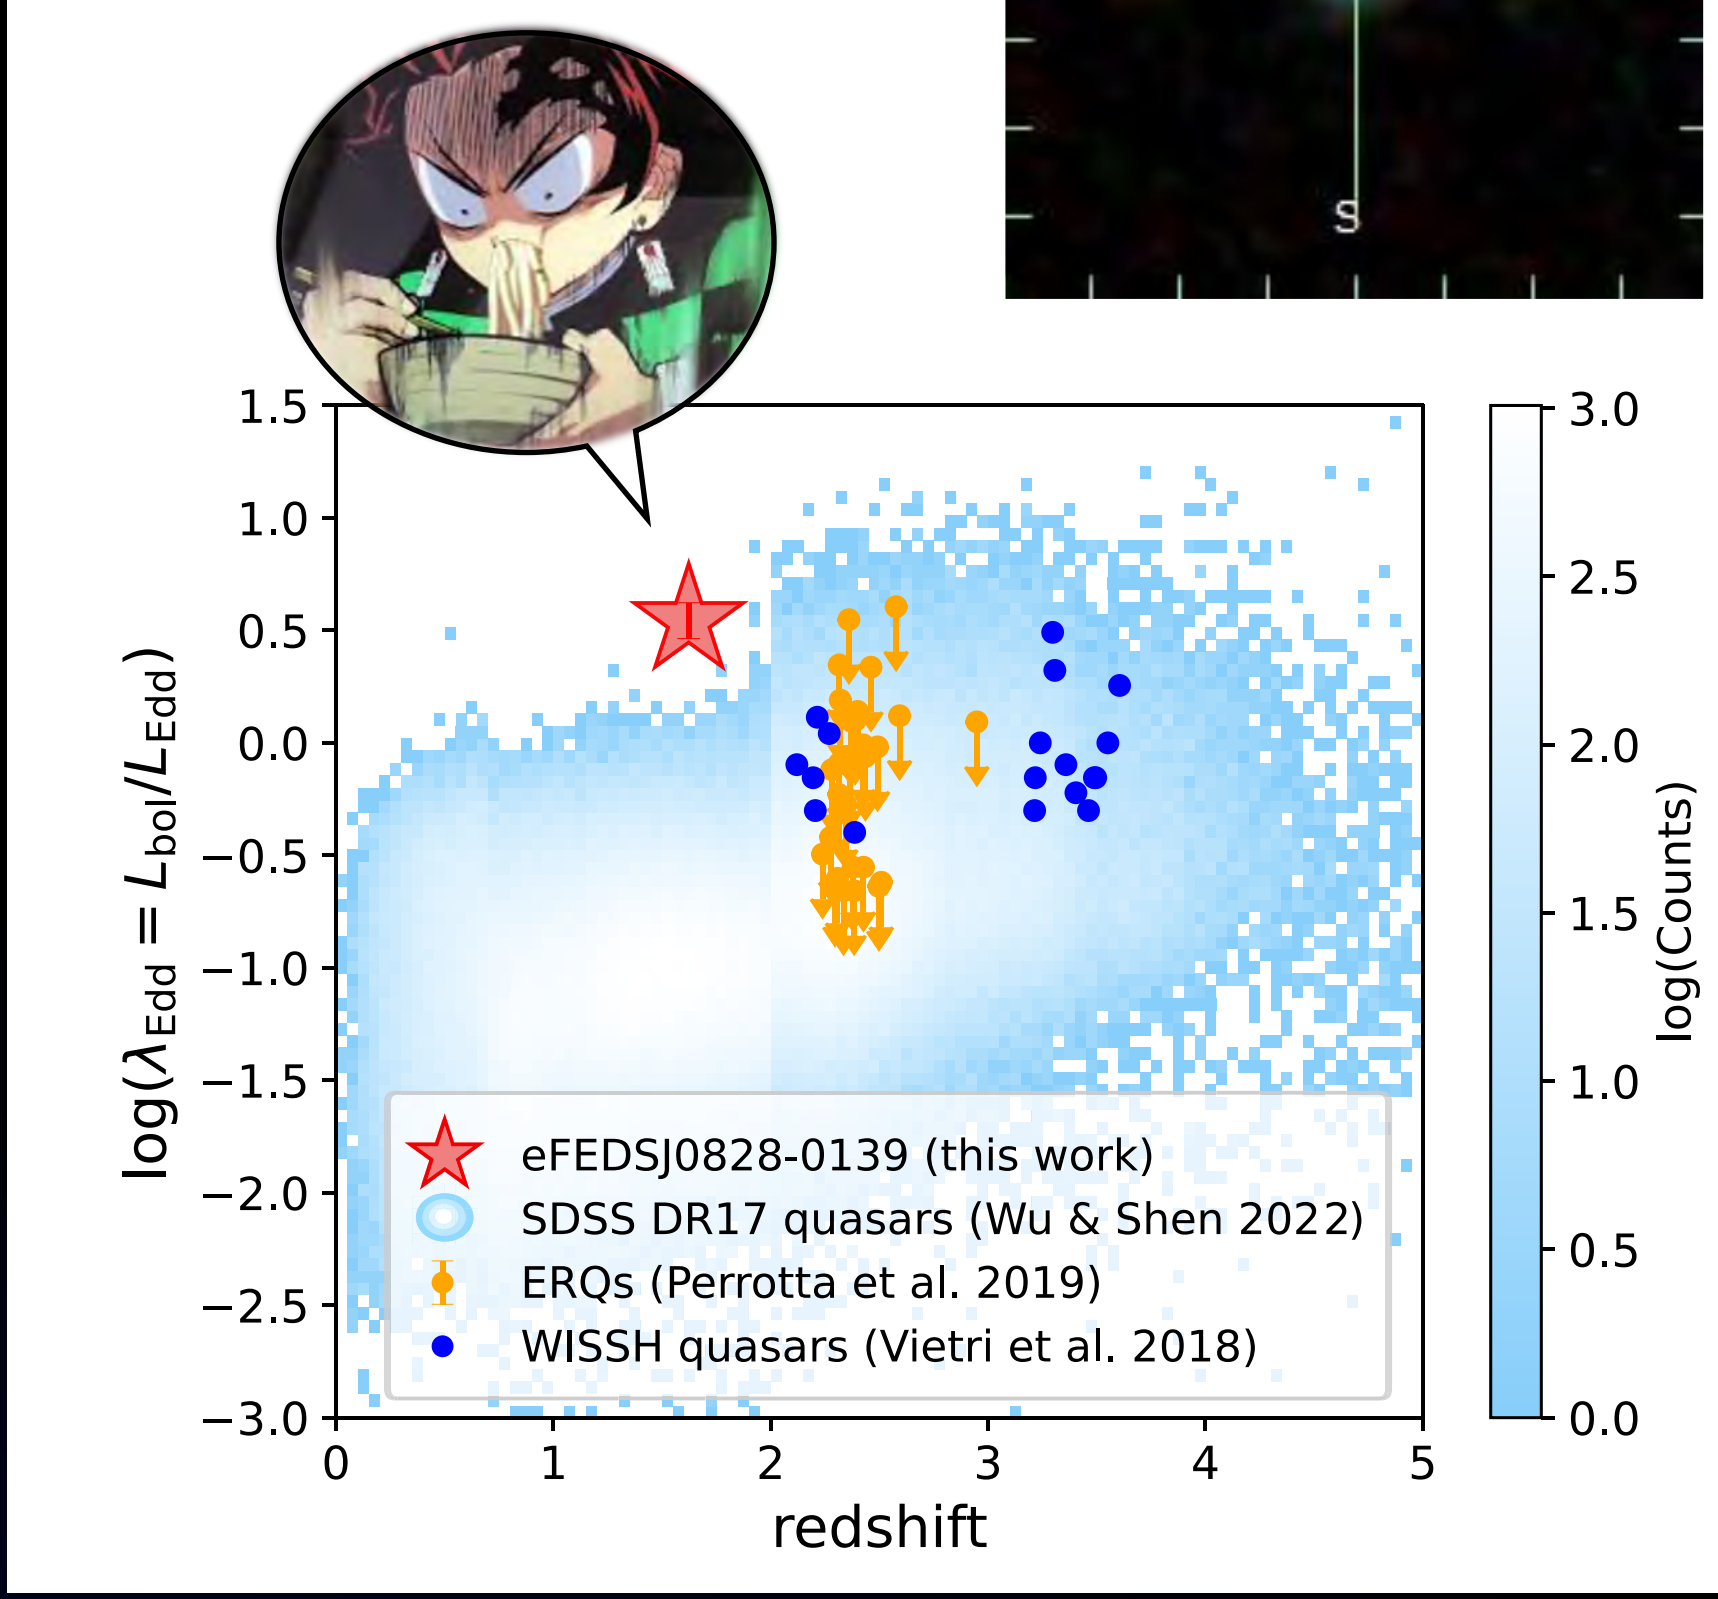 S
1.5
1.0
0.5
0.0
−0.5
−1.0
−1.5
−2.0
−2.5
−3.0
log(λEdd = Lbol/LEdd)
eFEDSJ0828-0139 (this work)
SDSS DR17 quasars (Wu & Shen 2022)
ERQs (Perrotta et al. 2019)
WISSH quasars (Vietri et al. 2018)
0 1 2 3 4 5
redshift
3.0
2.5
2.0
1.5
1.0
0.5
0.0
log(Counts)